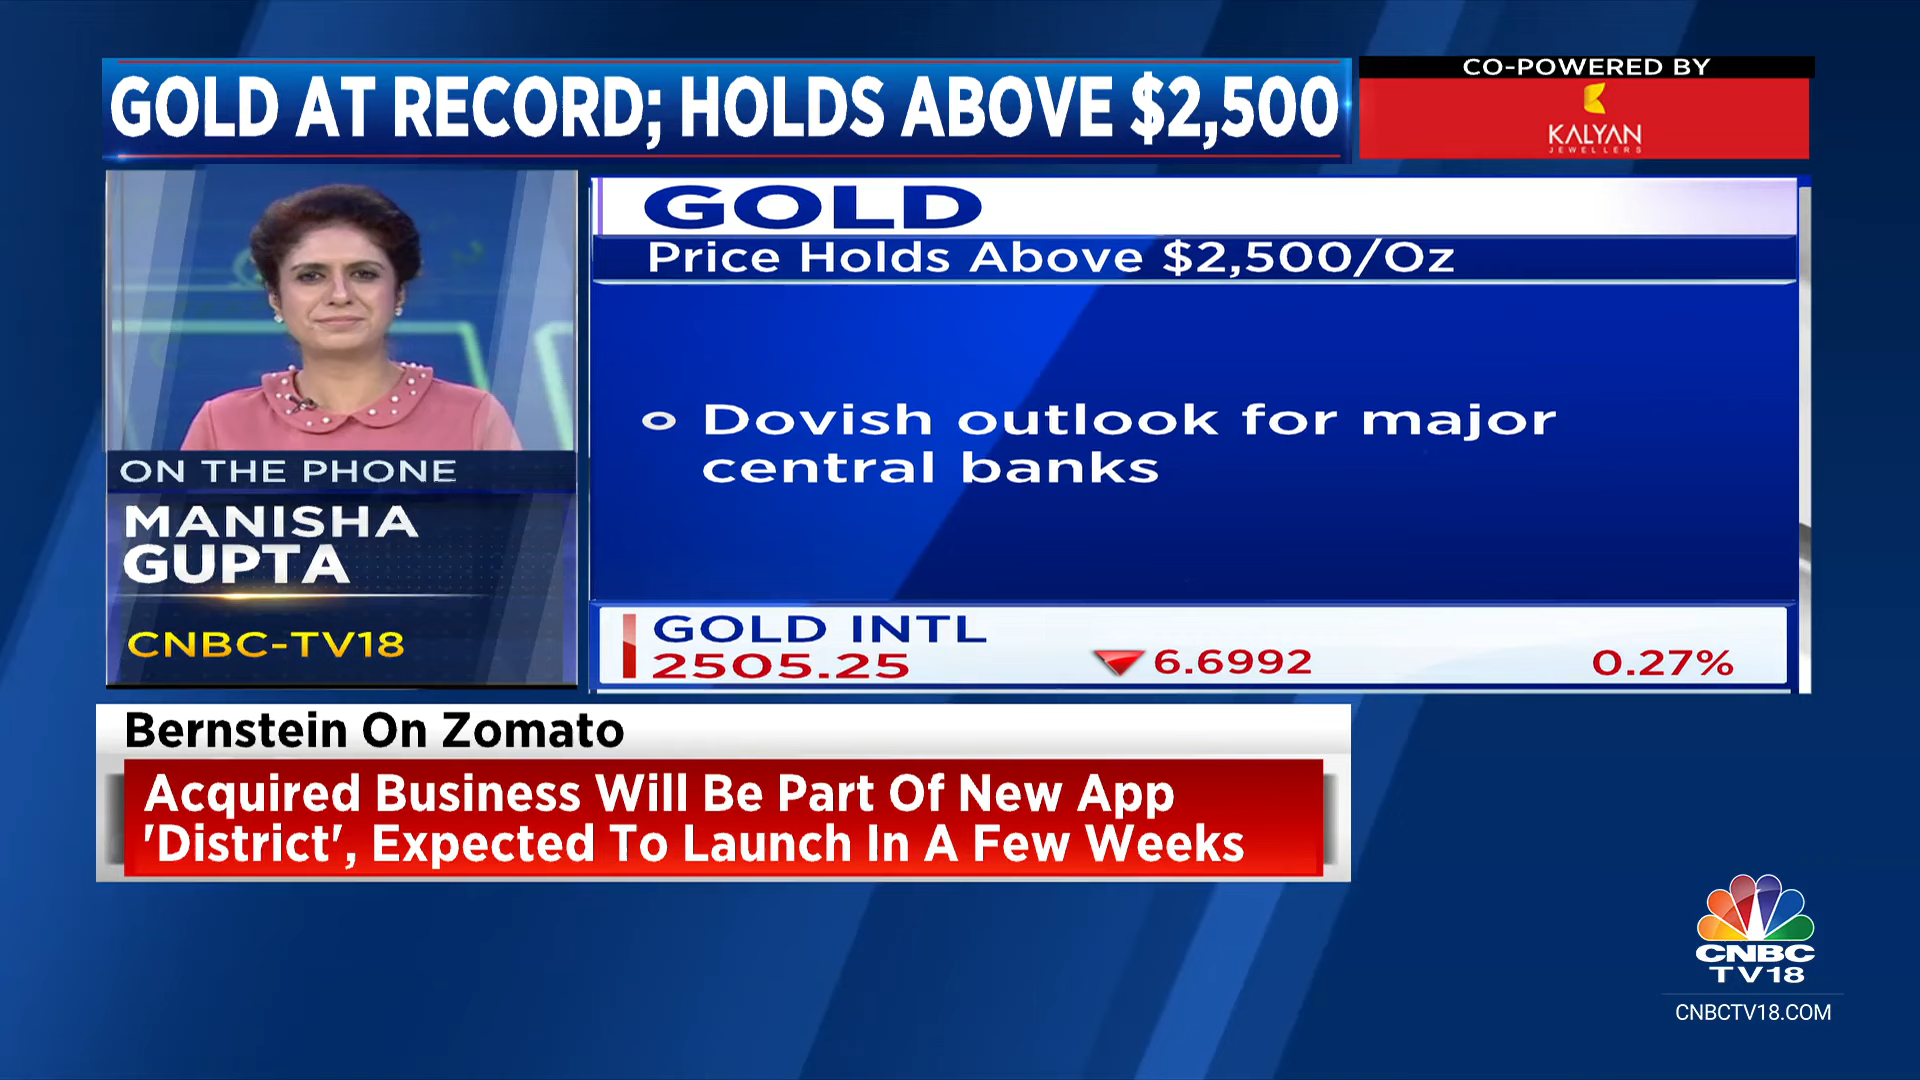 GOLD AT RECORD; HOLDS ABOVE $2,500
CO-POWERED BY
KALYAN
JEWELLERS
GOLD
Price Holds Above $2,500/Oz
Dovish outlook for major
central banks
ON THE PHONE
MANISHA
GUPTA
CNBC-TV18
GOLD INTL
2505.25 6.6992 0.27%
Bernstein On Zomato
Acquired Business Will Be Part Of New App
'District', Expected To Launch In A Few Weeks
CNBC
TV18
CNBCTV18.COM